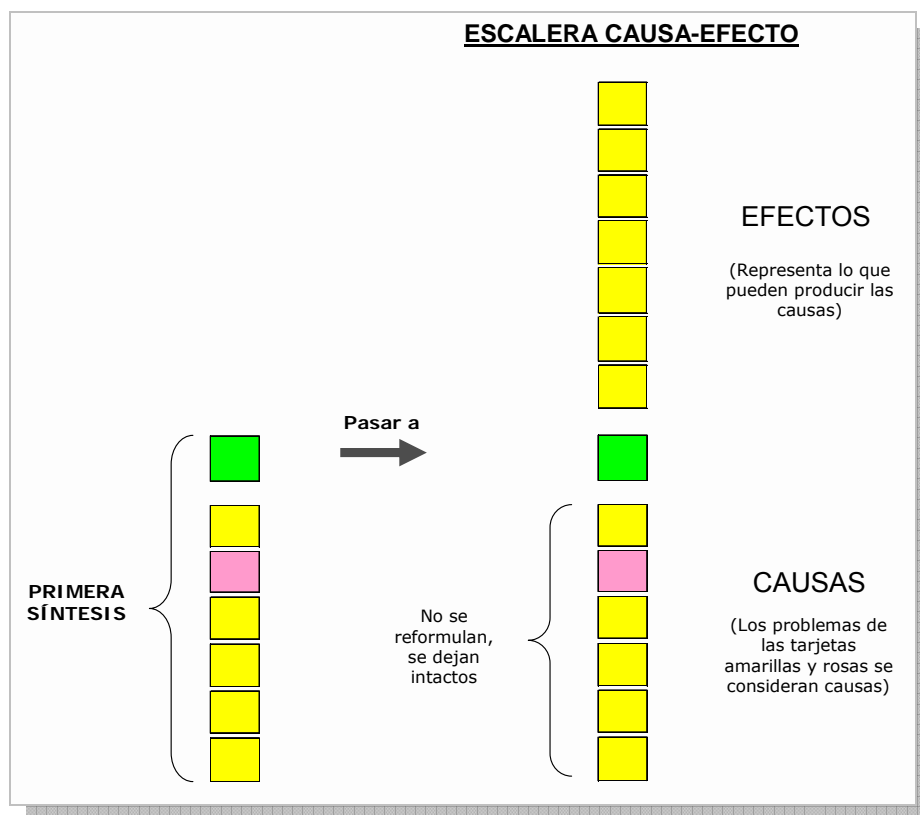 ESCALERA CAUSA-EFECTO
EFECTOS
(Representa lo que
pueden producir las
causas)
Pasar a
PRIMERA
SÍNTESIS
No se
reformulan,
se dejan
intactos
CAUSAS
(Los problemas de
las tarjetas
amarillas y rosas se
consideran causas)